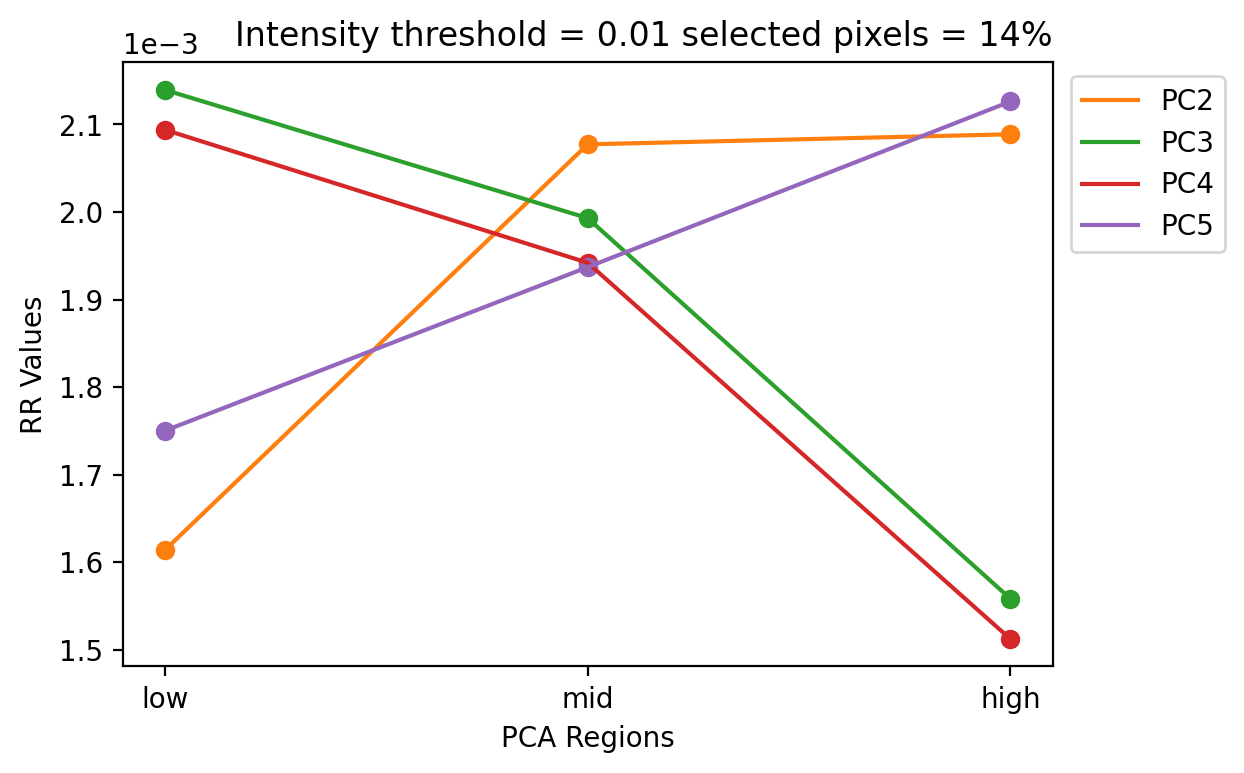 Intensity threshold = 0.01 selected pixels = 14%
1e−3
2.1
2.0
1.9
1.8
1.7
1.6
1.5
RR Values
low mid high
PCA Regions
PC2
PC3
PC4
PC5